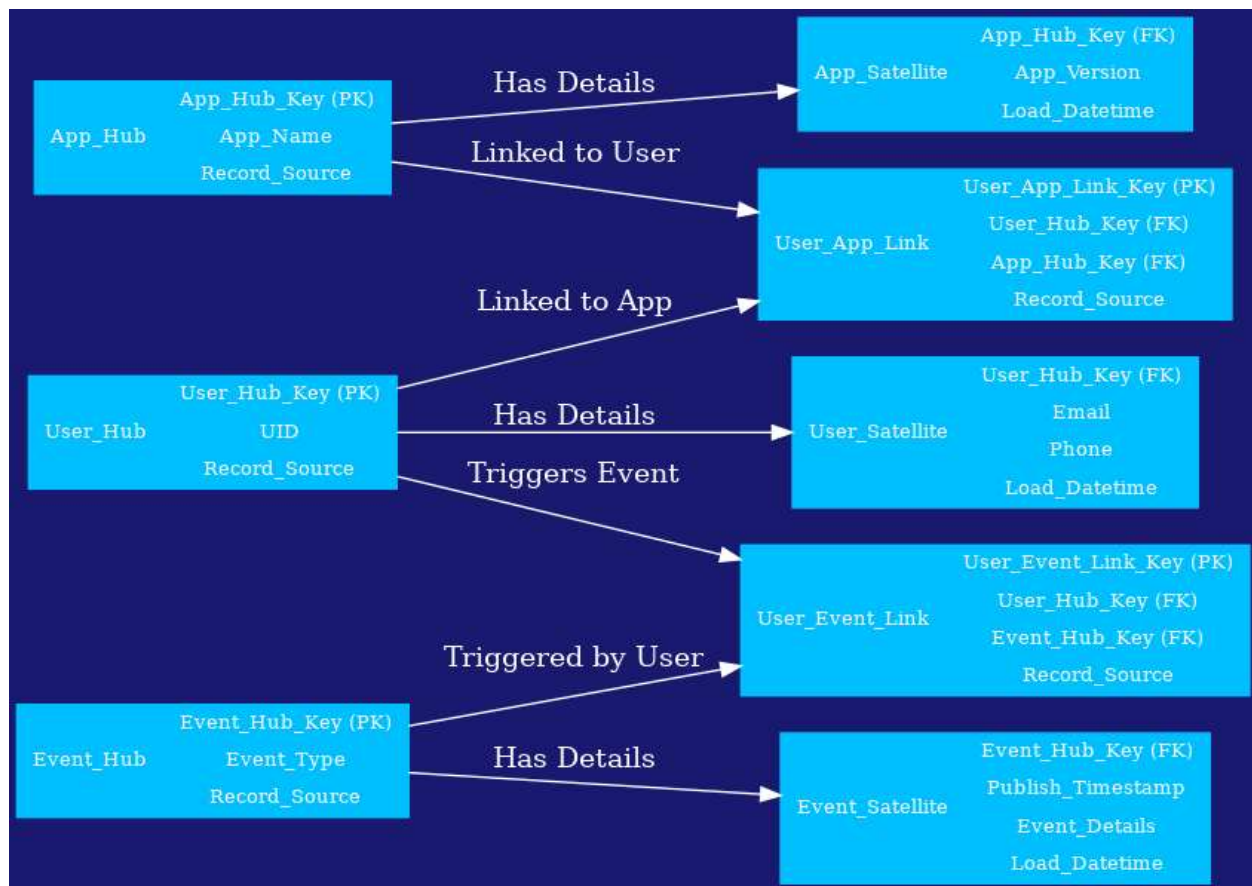 App_Hub
App_Hub_Key (PK)
App_Name
Record_Source
Has Details
App_Satellite
App_Hub_Key (FK)
App_Version
Load_Datetime
Linked to User
User_App_Link
User_App_Link_Key (PK)
User_Hub_Key (FK)
App_Hub_Key (FK)
Record_Source
Linked to App
User_Hub
User_Hub_Key (PK)
UID
Record_Source
Has Details
User_Satellite
User_Hub_Key (FK)
Email
Phone
Load_Datetime
Triggers Event
User_Event_Link
User_Event_Link_Key (PK)
User_Hub_Key (FK)
Event_Hub_Key (FK)
Record_Source
Triggered by User
Event_Hub
Event_Hub_Key (PK)
Event_Type
Record_Source
Has Details
Event_Satellite
Event_Hub_Key (FK)
Publish_Timestamp
Event_Details
Load_Datetime